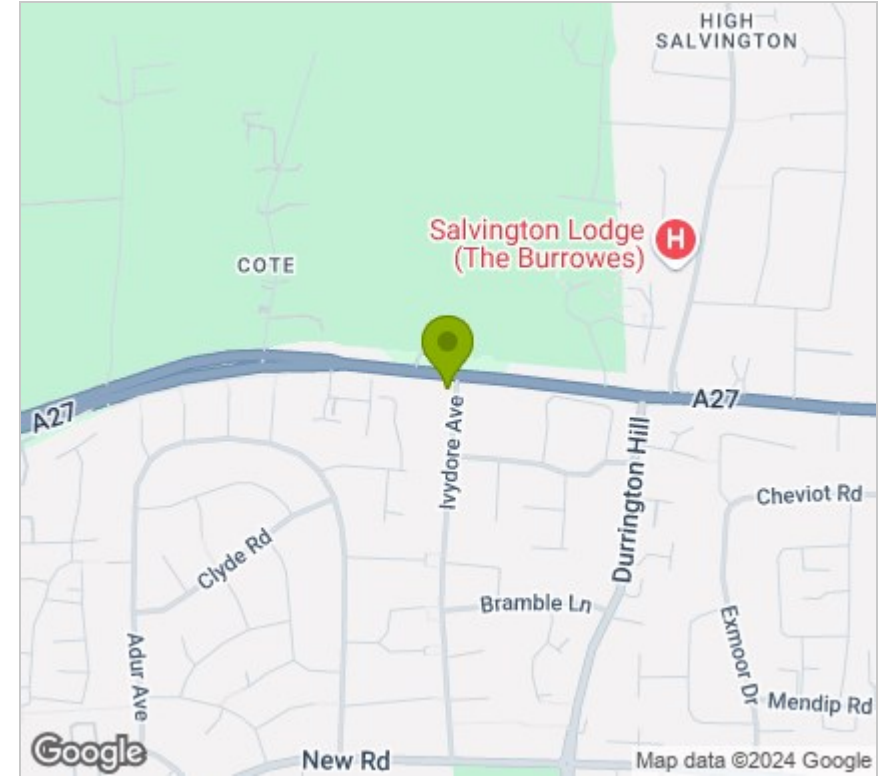 HIGH
SALVINGTON
Salvington Lodge
(The Burrowes)
H
COTE
A27
A27
Ivydore Ave
Durrington Hill
Cheviot Rd
Clyde Rd
Bramble Ln
Adur Ave
Exmoor Dr
Mendip Rd
New Rd
Google
Map data ©2024 Google